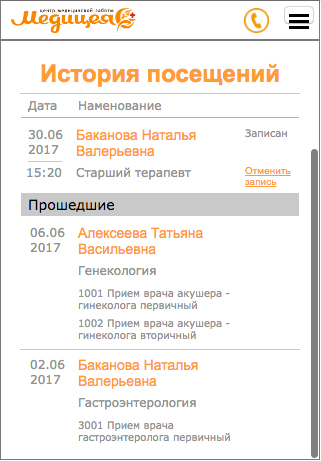 центр медицинской заботы
Медицея
История посещений
Дата Наименование
30.06 Баканова Наталья Записан
2017 Валерьевна
15:20 Старший терапевт Отменить
запись
Прошедшие
06.06 Алексеева Татьяна
2017 Васильевна
Генекология
1001 Прием врача акушера -
гинеколога первичный
1002 Прием врача акушера -
гинеколога вторичный
02.06 Баканова Наталья
2017 Валерьевна
Гастроэнтерология
3001 Прием врача
гастроэнтеролога первичный